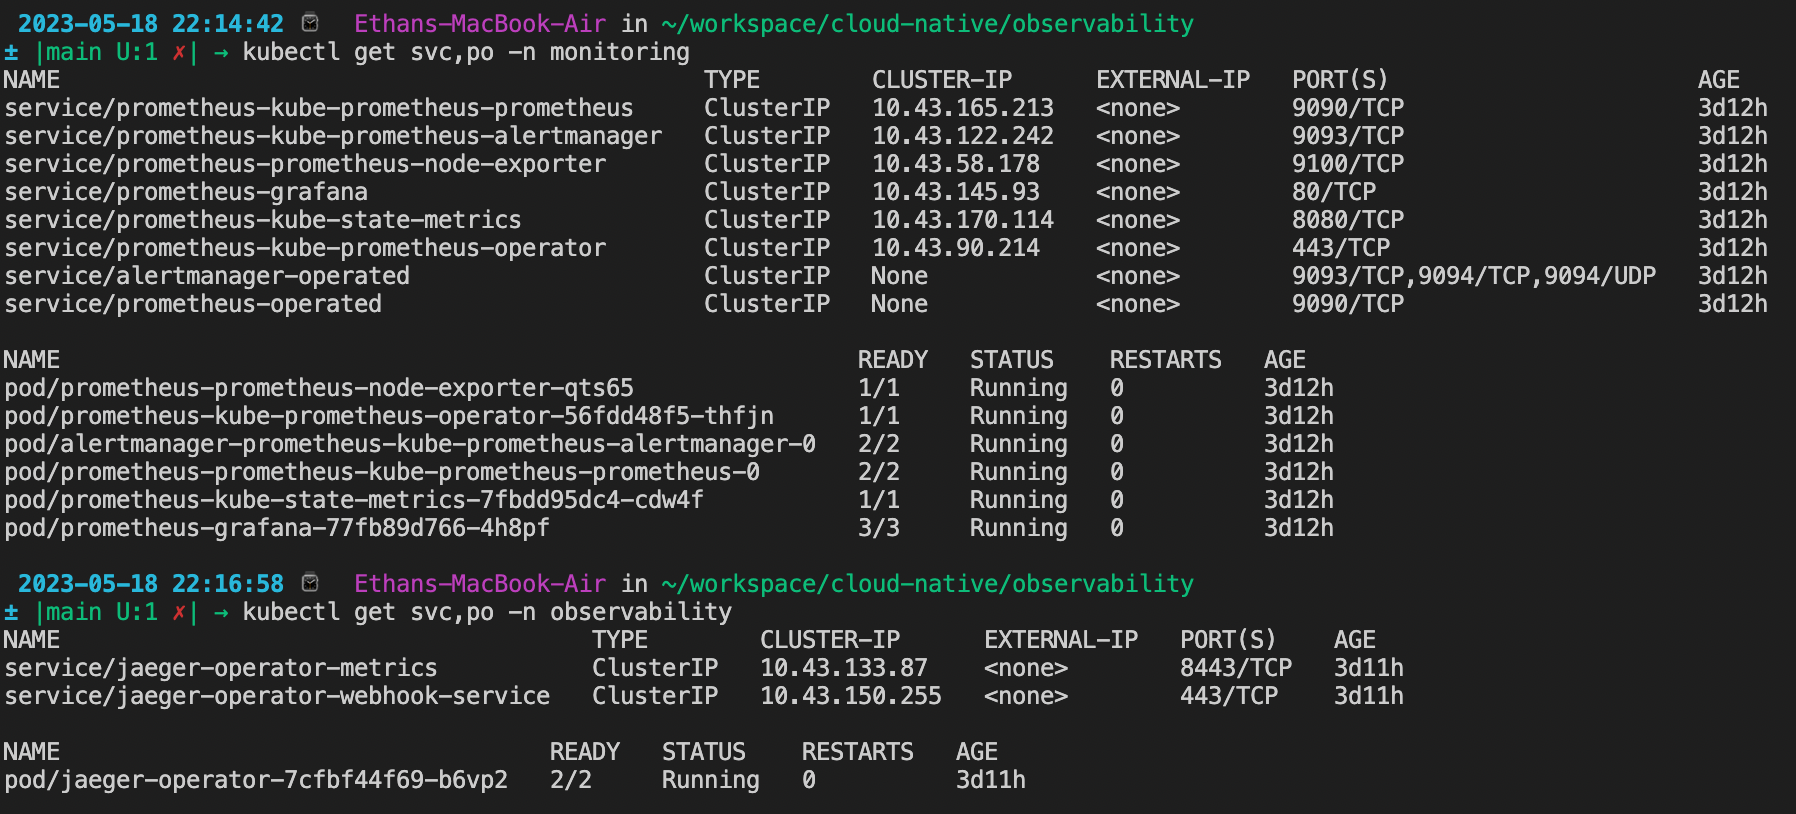 2023-05-18 22:14:42 Ethans-MacBook-Air in ~/workspace/cloud-native/observability
± |main U:1 ✗| → kubectl get svc,po -n monitoring
NAME TYPE CLUSTER-IP EXTERNAL-IP PORT(S) AGE
service/prometheus-kube-prometheus-prometheus ClusterIP 10.43.165.213 <none> 9090/TCP 3d12h
service/prometheus-kube-prometheus-alertmanager ClusterIP 10.43.122.242 <none> 9093/TCP 3d12h
service/prometheus-prometheus-node-exporter ClusterIP 10.43.58.178 <none> 9100/TCP 3d12h
service/prometheus-grafana ClusterIP 10.43.145.93 <none> 80/TCP 3d12h
service/prometheus-kube-state-metrics ClusterIP 10.43.170.114 <none> 8080/TCP 3d12h
service/prometheus-kube-prometheus-operator ClusterIP 10.43.90.214 <none> 443/TCP 3d12h
service/alertmanager-operated ClusterIP None <none> 9093/TCP,9094/TCP,9094/UDP 3d12h
service/prometheus-operated ClusterIP None <none> 9090/TCP 3d12h
NAME READY STATUS RESTARTS AGE
pod/prometheus-prometheus-node-exporter-qts65 1/1 Running 0 3d12h
pod/prometheus-kube-prometheus-operator-56fdd48f5-thfjn 1/1 Running 0 3d12h
pod/alertmanager-prometheus-kube-prometheus-alertmanager-0 2/2 Running 0 3d12h
pod/prometheus-prometheus-kube-prometheus-prometheus-0 2/2 Running 0 3d12h
pod/prometheus-kube-state-metrics-7fbdd95dc4-cdw4f 1/1 Running 0 3d12h
pod/prometheus-grafana-77fb89d766-4h8pf 3/3 Running 0 3d12h
2023-05-18 22:16:58 Ethans-MacBook-Air in ~/workspace/cloud-native/observability
± |main U:1 ✗| → kubectl get svc,po -n observability
NAME TYPE CLUSTER-IP EXTERNAL-IP PORT(S) AGE
service/jaeger-operator-metrics ClusterIP 10.43.133.87 <none> 8443/TCP 3d11h
service/jaeger-operator-webhook-service ClusterIP 10.43.150.255 <none> 443/TCP 3d11h
NAME READY STATUS RESTARTS AGE
pod/jaeger-operator-7cfbf44f69-b6vp2 2/2 Running 0 3d11h